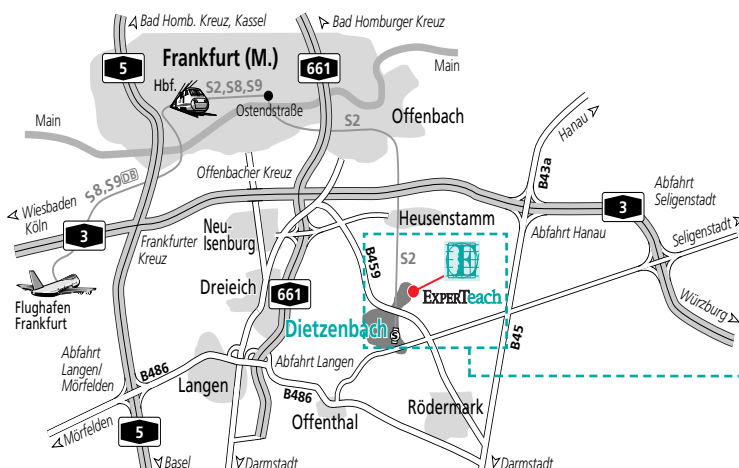 Bad Homb. Kreuz, Kassel
Bad Homburger Kreuz
5
Frankfurt (M.)
661
Hbf.
S2,S8,S9
Main
Ostendstraße
Main
S2
Offenbach
Hanau
Offenbacher Kreuz
S8,S9 DB
B43a
Abfahrt
Seligenstadt
Wiesbaden
Köln
3
Frankfurter
Kreuz
Neu-
Isenburg
Heusenstamm
3
Abfahrt Hanau
Seligenstadt
B459
S2
E
Flughafen
Frankfurt
Dreieich
661
EXPERTeach
Würzburg
Dietzenbach
S
B45
Abfahrt
Langen/
Mörfelden
B486
Abfahrt Langen
Langen
B486
Offenthal
Rödermark
Mörfelden
5
Basel
Darmstadt
Darmstadt